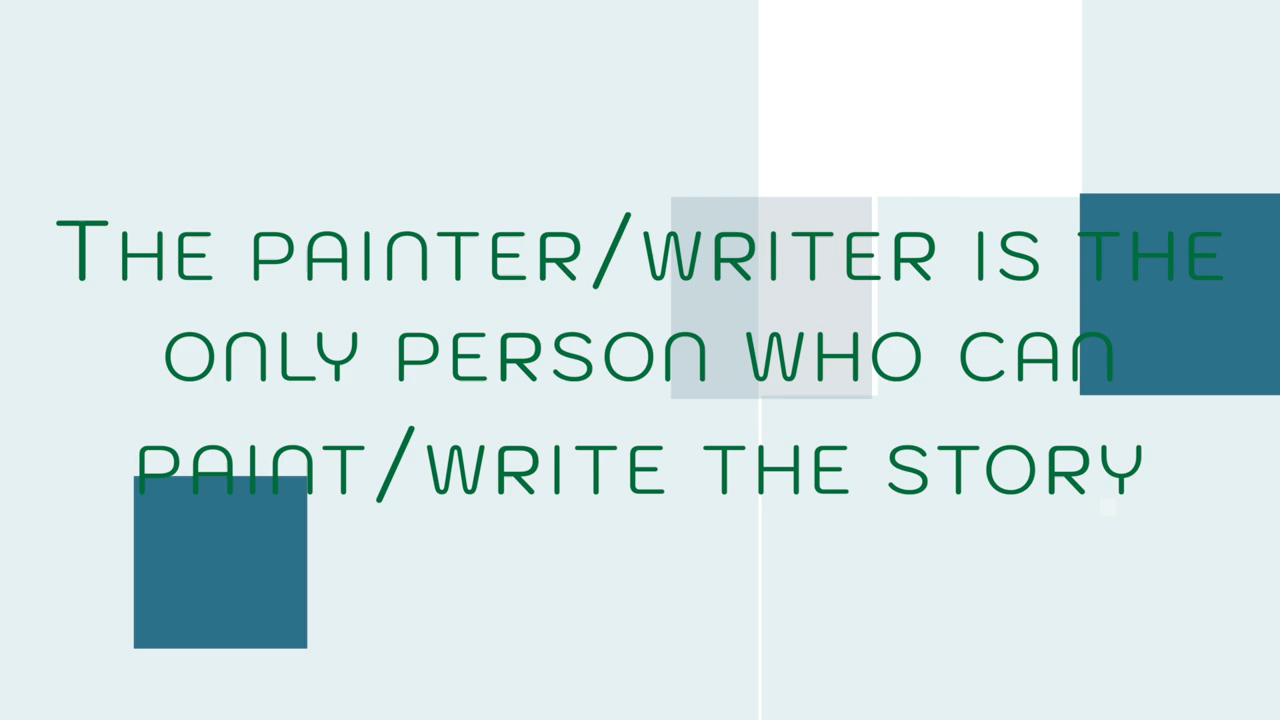 The painter/writer is the
only person who can
paint/write the story